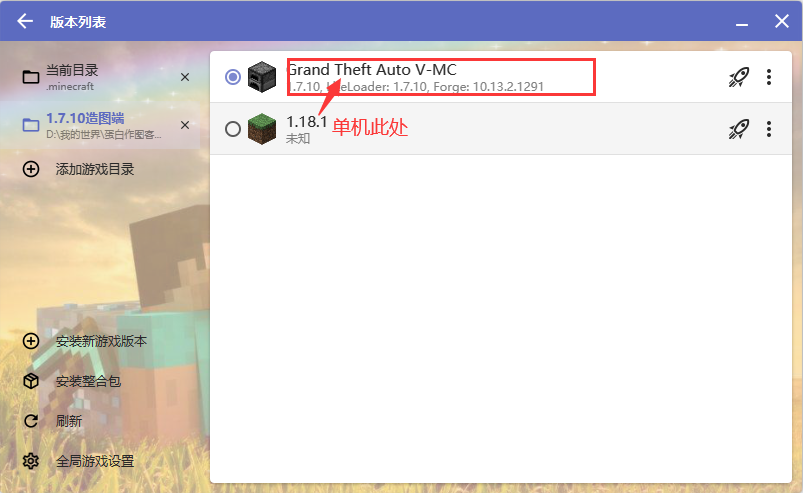 版本列表
当前目录
.minecraft
1.7.10造图端
D:\我的世界\蛋白作图客...
添加游戏目录
安装新游戏版本
安装整合包
刷新
全局游戏设置
Grand Theft Auto V-MC
1.7.10, LiteLoader: 1.7.10, Forge: 10.13.2.1291
1.18.1
未知
单机此处